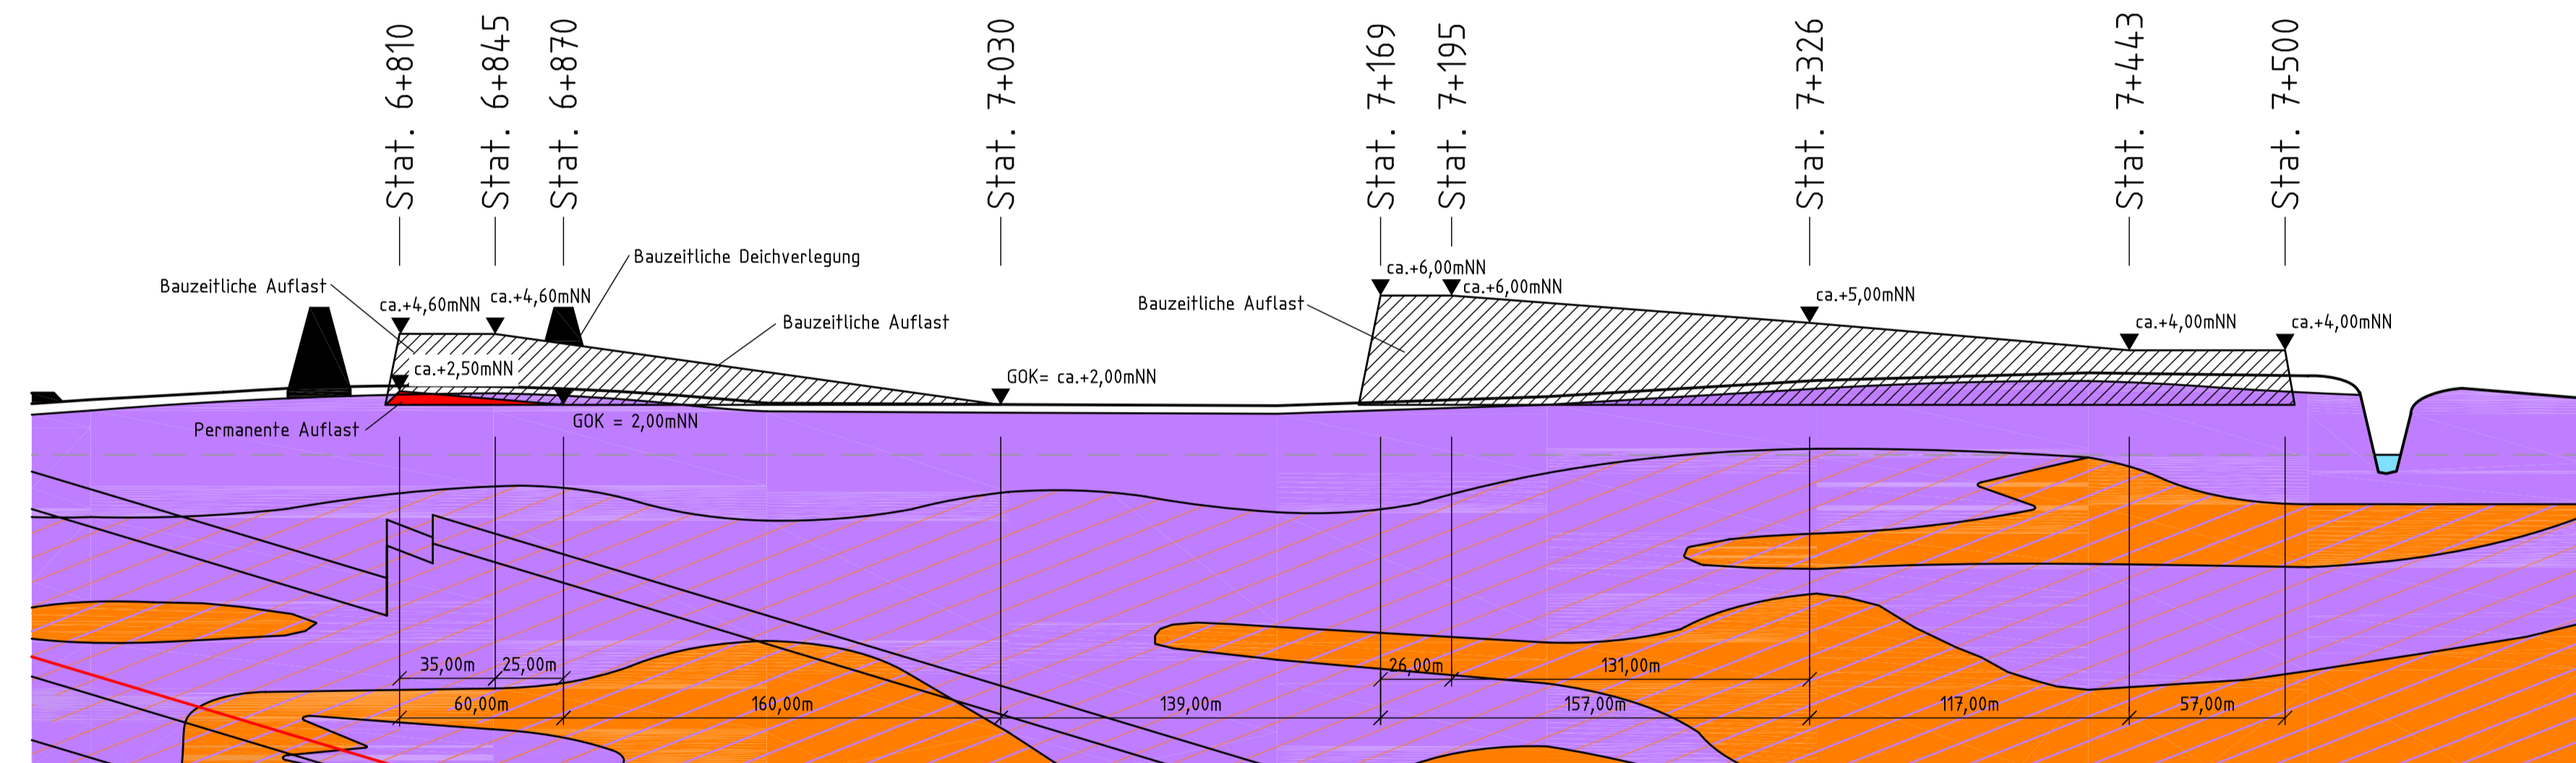 Stat. 6+810
Stat. 6+845
Stat. 6+870
Stat. 7+030
Stat. 7+169
Stat. 7+195
Stat. 7+326
Stat. 7+443
Stat. 7+500
Bauzeitliche Deichverlegung
Bauzeitliche Auflast
ca.+4,60mNN
ca.+4,60mNN
Bauzeitliche Auflast
ca.+2,50mNN
GOK= ca.+2,00mNN
Permanente Auflast
GOK = 2,00mNN
ca.+6,00mNN
ca.+6,00mNN
Bauzeitliche Auflast
ca.+5,00mNN
ca.+4,00mNN
ca.+4,00mNN
35,00m
25,00m
26,00m
131,00m
60,00m
160,00m
139,00m
157,00m
117,00m
57,00m